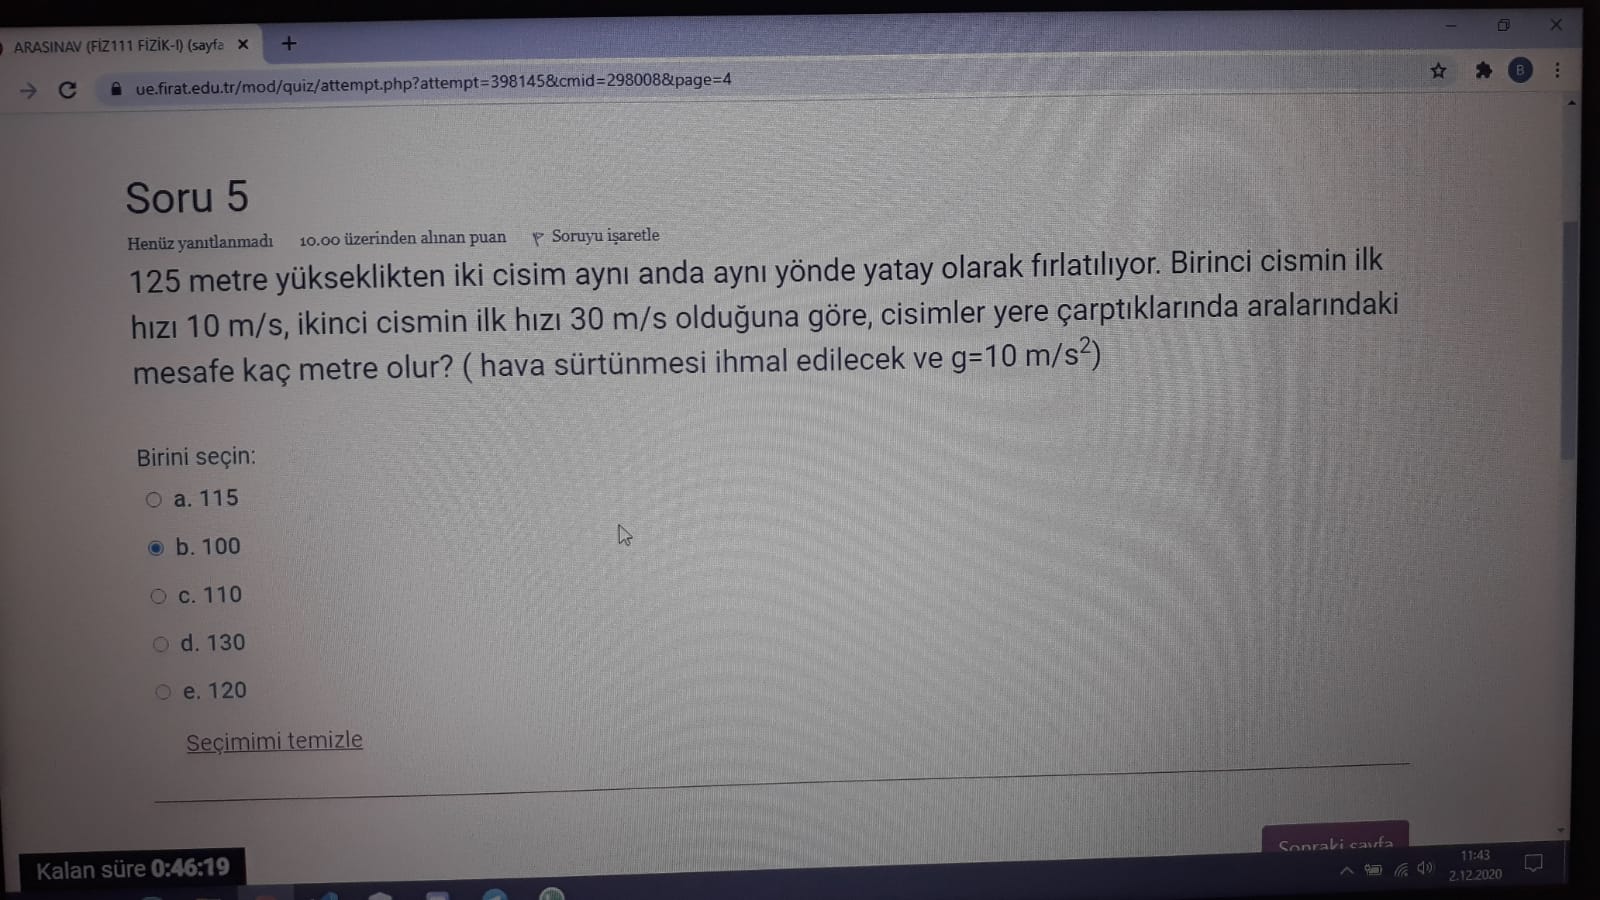 ARASINAV (FİZ111 FİZİK-I) (sayfa
ue.firat.edu.tr/mod/quiz/attempt.php?attempt=398145&cmid=298008&page=4
B
Soru 5
Henüz yanıtlanmadı 10.00 üzerinden alınan puan Soruyu işaretle
125 metre yükseklikten iki cisim aynı anda aynı yönde yatay olarak fırlatılıyor. Birinci cismin ilk
hızı 10 m/s, ikinci cismin ilk hızı 30 m/s olduğuna göre, cisimler yere çarptıklarında aralarındaki
mesafe kaç metre olur? ( hava sürtünmesi ihmal edilecek ve g=10 m/s²)
Birini seçin:
a. 115
b. 100
c. 110
d. 130
e. 120
Seçimimi temizle
Sonraki sayfa
Kalan süre 0:46:19
11:43
2.12.2020